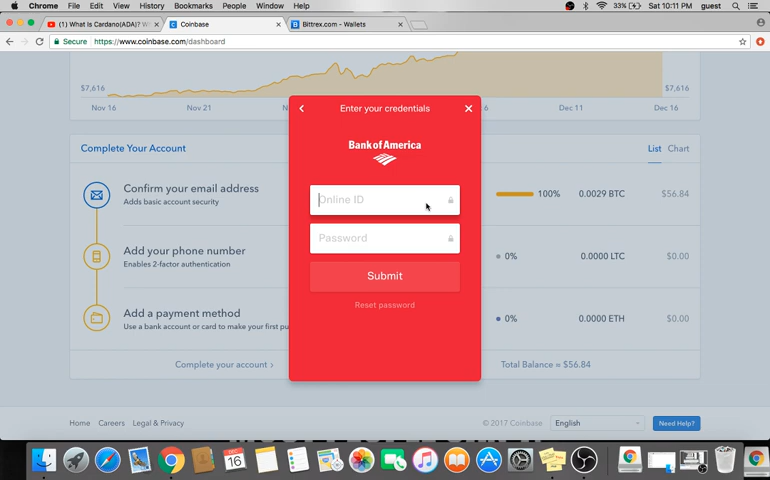 Chrome File Edit View History Bookmarks People Window Help 33% Sat 10:11 PM guest
(1) What Is Cardano(ADA)? W
Coinbase
Bittrex.com - Wallets
Secure https://www.coinbase.com/dashboard
$7,616
$7,616
Nov 16
Nov 21
6
Dec 11
Dec 16
Enter your credentials
Bank of America
Online ID
Password
Submit
Reset password
Complete Your Account
List Chart
Confirm your email address
Adds basic account security
100% 0.0029 BTC $56.84
Add your phone number
Enables 2-factor authentication
0% 0.0000 LTC $0.00
Add a payment method
Use a bank account or card to make your first pu
0% 0.0000 ETH $0.00
Complete your account ›
Total Balance = $56.84
Home Careers Legal & Privacy
© 2017 Coinbase
English
Need Help?
DEC
16